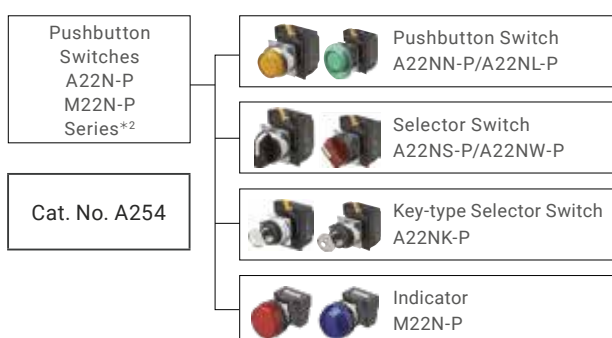 Pushbutton
Switches
A22N-P
M22N-P
Series*2
Cat. No. A254
Pushbutton Switch
A22NN-P/A22NL-P
Selector Switch
A22NS-P/A22NW-P
Key-type Selector Switch
A22NK-P
Indicator
M22N-P